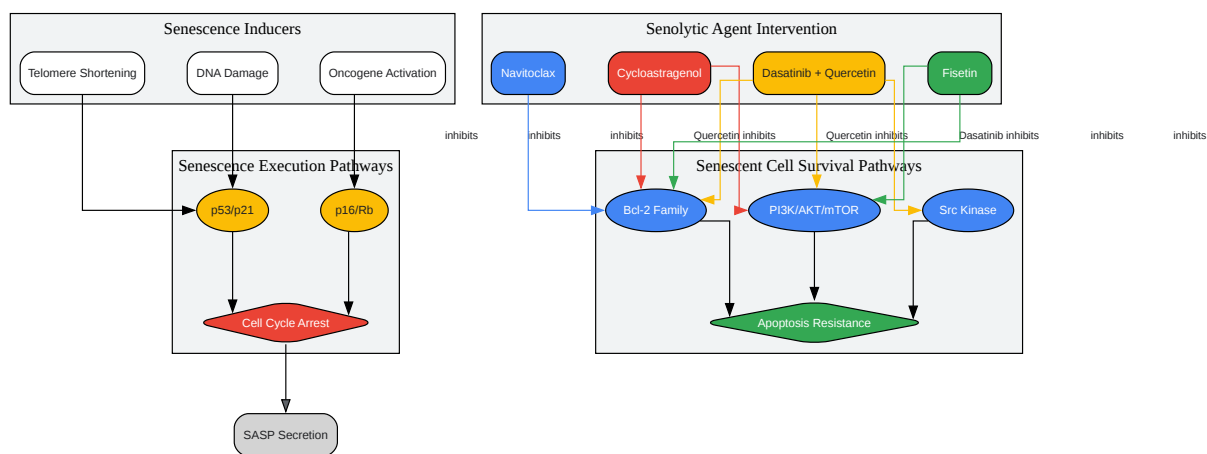 Senescence Inducers
Senolytic Agent Intervention
Telomere Shortening
DNA Damage
Oncogene Activation
Navitoclax
Cycloastragenol
Dasatinib + Quercetin
Fisetin
inhibits
inhibits
inhibits
Quercetin inhibits
Quercetin inhibits
Dasatinib inhibits
inhibits
inhibits
Senescence Execution Pathways
Senescent Cell Survival Pathways
p53/p21
p16/Rb
Bcl-2 Family
PI3K/AKT/mTOR
Src Kinase
Cell Cycle Arrest
Apoptosis Resistance
SASP Secretion